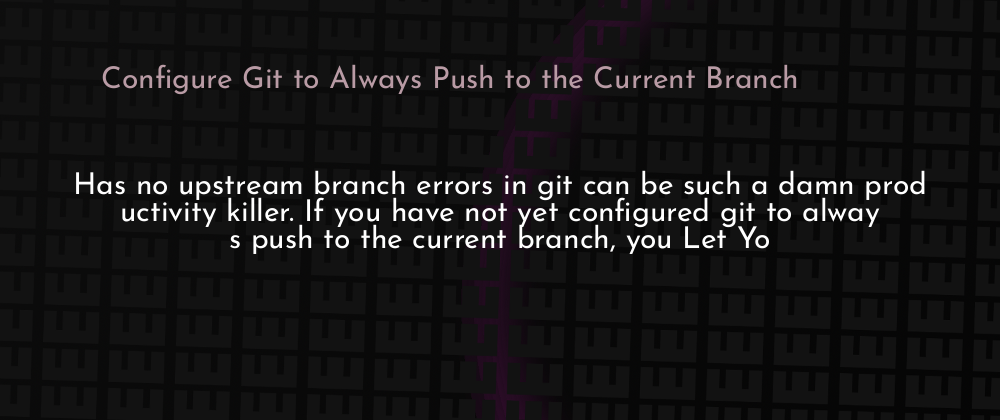 Configure Git to Always Push to the Current Branch
Has no upstream branch errors in git can be such a damn prod
uctivity killer. If you have not yet configured git to alway
s push to the current branch, you Let Yo